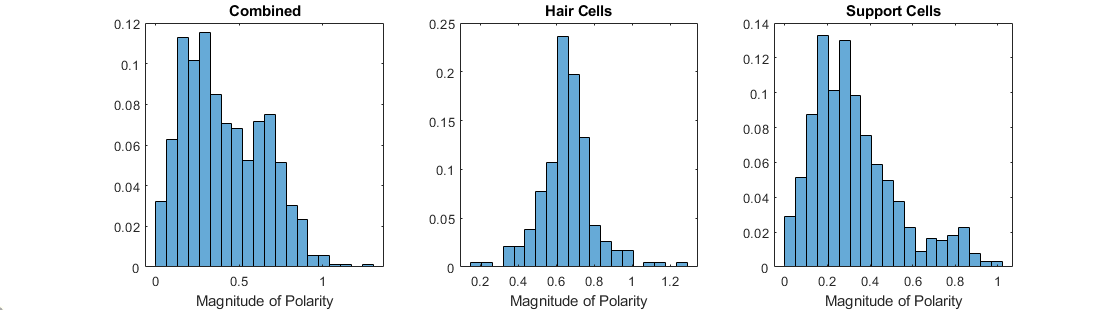 Combined
0.12
0.1
0.08
0.06
0.04
0.02
0
0 0.5 1
Magnitude of Polarity
Hair Cells
0.25
0.2
0.15
0.1
0.05
0
0.2 0.4 0.6 0.8 1 1.2
Magnitude of Polarity
Support Cells
0.14
0.12
0.1
0.08
0.06
0.04
0.02
0
0 0.2 0.4 0.6 0.8 1
Magnitude of Polarity